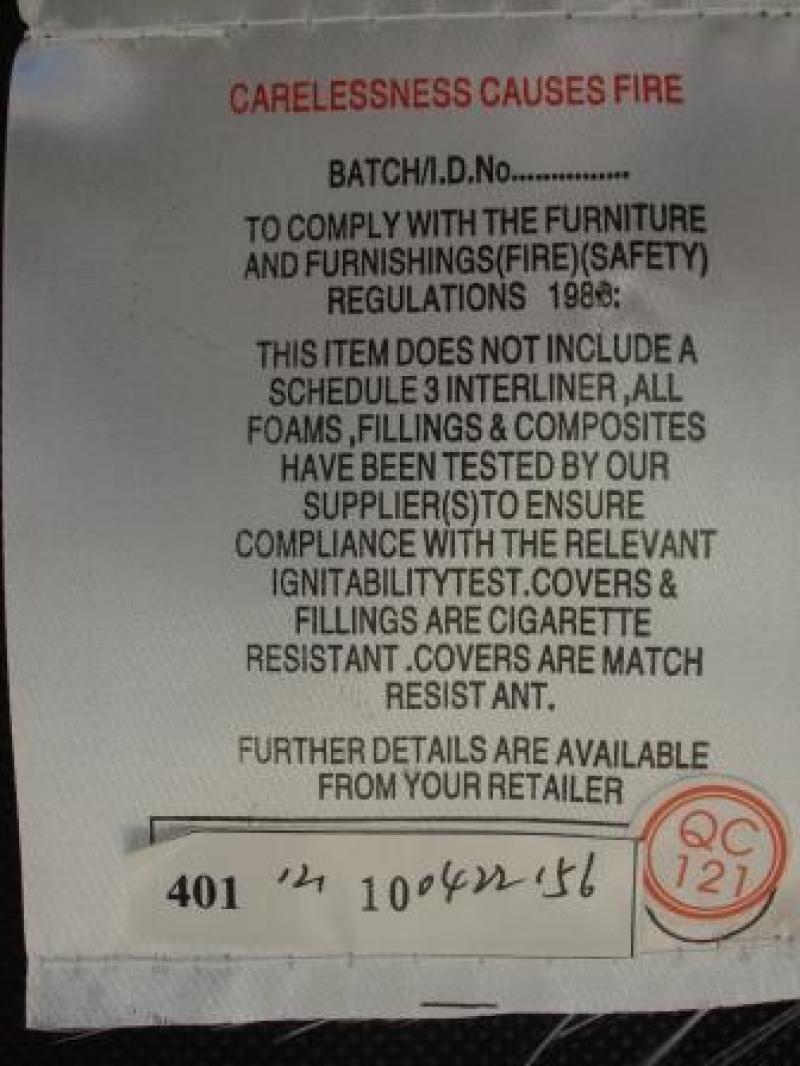 CARELESSNESS CAUSES FIRE
BATCH/I.D.No................
TO COMPLY WITH THE FURNITURE
AND FURNISHINGS(FIRE)(SAFETY)
REGULATIONS 1988:
THIS ITEM DOES NOT INCLUDE A
SCHEDULE 3 INTERLINER ,ALL
FOAMS ,FILLINGS & COMPOSITES
HAVE BEEN TESTED BY OUR
SUPPLIER(S)TO ENSURE
COMPLIANCE WITH THE RELEVANT
IGNITABILITYTEST.COVERS &
FILLINGS ARE CIGARETTE
RESISTANT .COVERS ARE MATCH
RESIST ANT.
FURTHER DETAILS ARE AVAILABLE
FROM YOUR RETAILER
QC
121
401 10